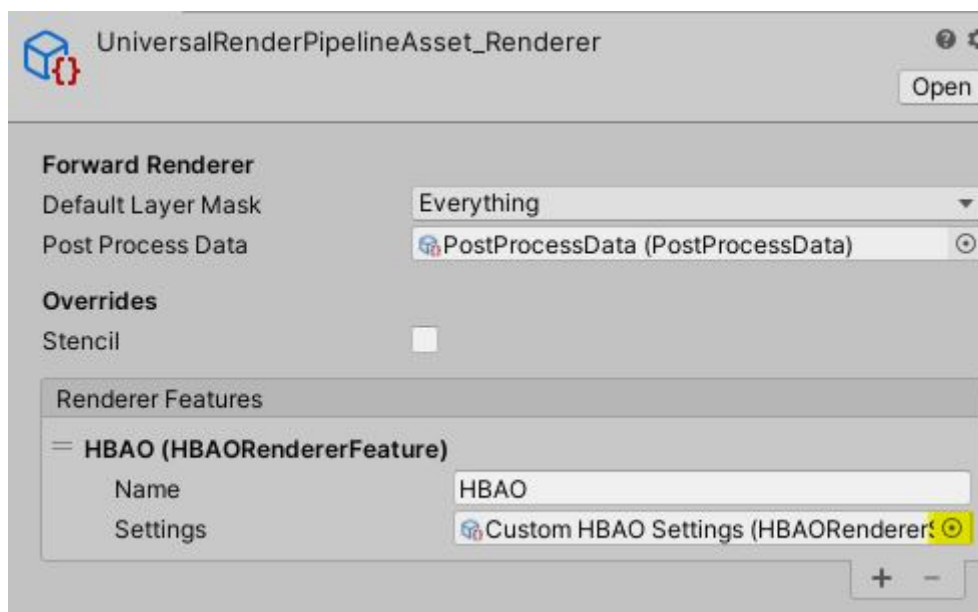 UniversalRenderPipelineAsset_Renderer
Open
Forward Renderer
Default Layer Mask Everything
Post Process Data PostProcessData (PostProcessData)
Overrides
Stencil
Renderer Features
HBAO (HBAORendererFeature)
Name HBAO
Settings Custom HBAO Settings (HBAORenderer